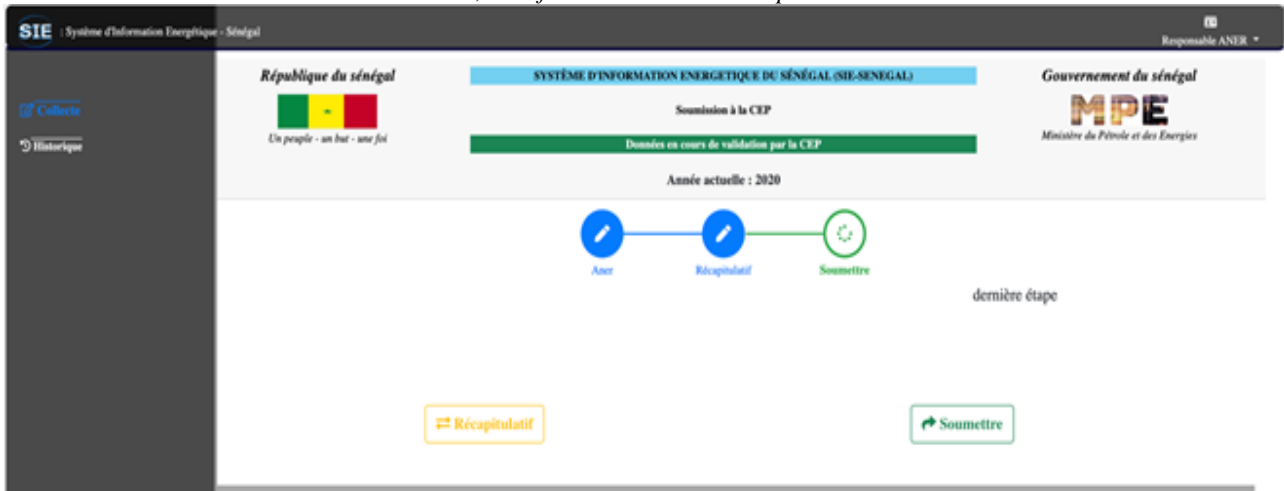 SIE : Système d'Information Energétique - Sénégal
Responsable ANER
Collecte
Historique
République du sénégal
Un peuple - un but - une foi
SYSTÈME D'INFORMATION ENERGETIQUE DU SÉNÉGAL (SIE-SENEGAL)
Soumission à la CEP
Données en cours de validation par la CEP
Année actuelle : 2020
Gouvernement du sénégal
MPE
Ministère du Pétrole et des Energies
Aner
Récapitulatif
Soumettre
dernière étape
Récapitulatif
Soumettre